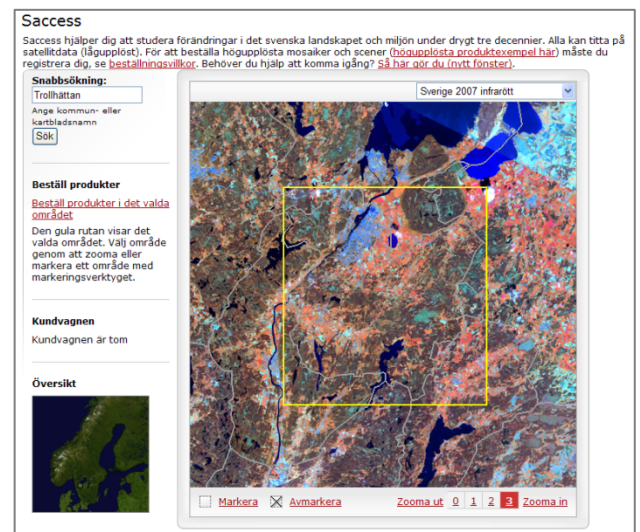 Saccess
Saccess hjälper dig att studera förändringar i det svenska landskapet och miljön under drygt tre decennier. Alla kan titta på
satellitdata (lågupplöst). För att beställa högupplösta mosaiker och scener (högupplösta produktexempel här) måste du
registrera dig, se beställningsvillkor. Behöver du hjälp att komma igång? Så här gör du (nytt fönster).
Snabbsökning:
Trollhättan
Ange kommun- eller
kartbladsnamn
Sök
Beställ produkter
Beställ produkter i det valda
området
Den gula rutan visar det
valda området. Välj område
genom att zooma eller
markera ett område med
markeringsverktyget.
Kundvagnen
Kundvagnen är tom
Översikt
Sverige 2007 infrarött
Markera Avmarkera Zooma ut 0 1 2 3 Zooma in